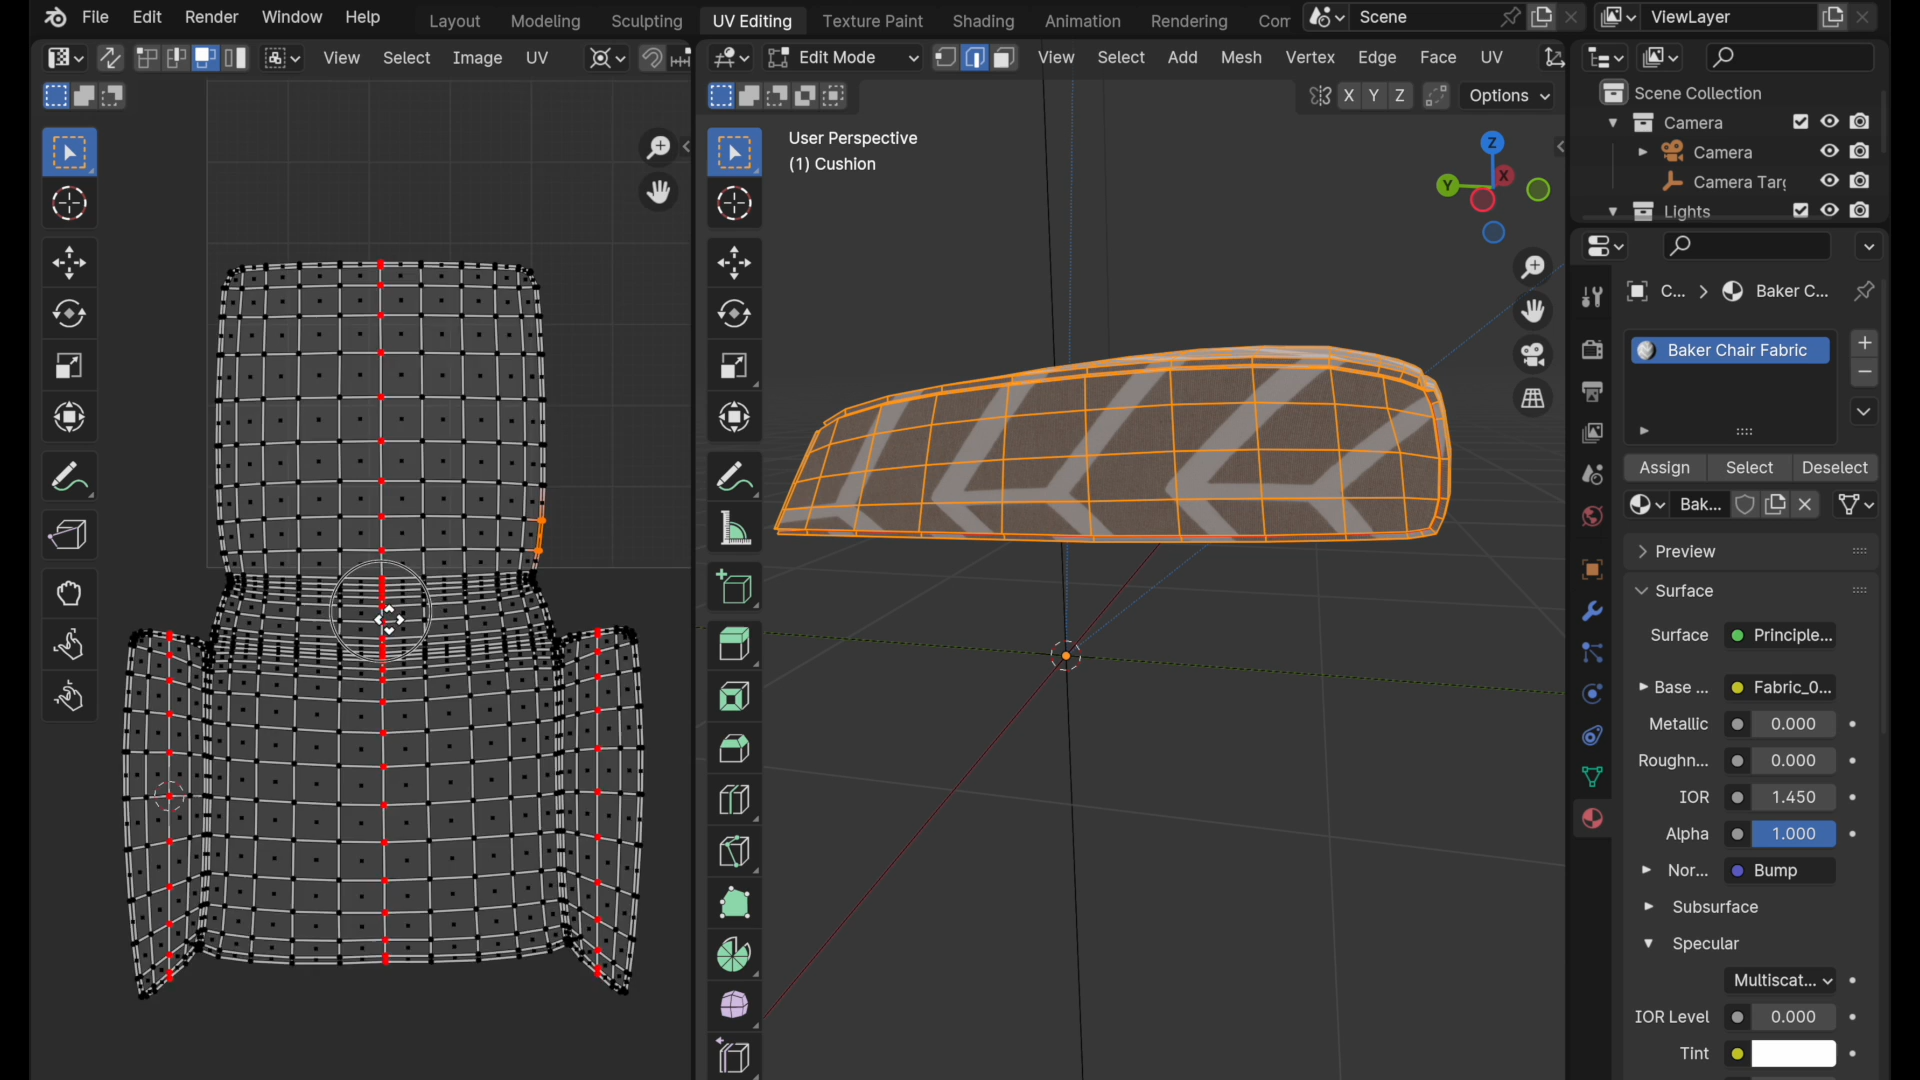 File Edit Render Window Help
Layout Modeling Sculpting UV Editing Texture Paint Shading Animation Rendering Com
Scene
ViewLayer
View Select Image UV
Edit Mode
View Select Add Mesh Vertex Edge Face UV
X Y Z
Options
User Perspective
(1) Cushion
Z
X
Y
Scene Collection
Camera
Camera
Camera Targ
Lights
C...
Baker C...
Baker Chair Fabric
Assign Select Deselect
Bak...
Preview
Surface
Surface Principle...
Base ... Fabric_0...
Metallic 0.000
Roughn... 0.000
IOR 1.450
Alpha 1.000
Nor... Bump
Subsurface
Specular
Multiscat...
IOR Level 0.000
Tint